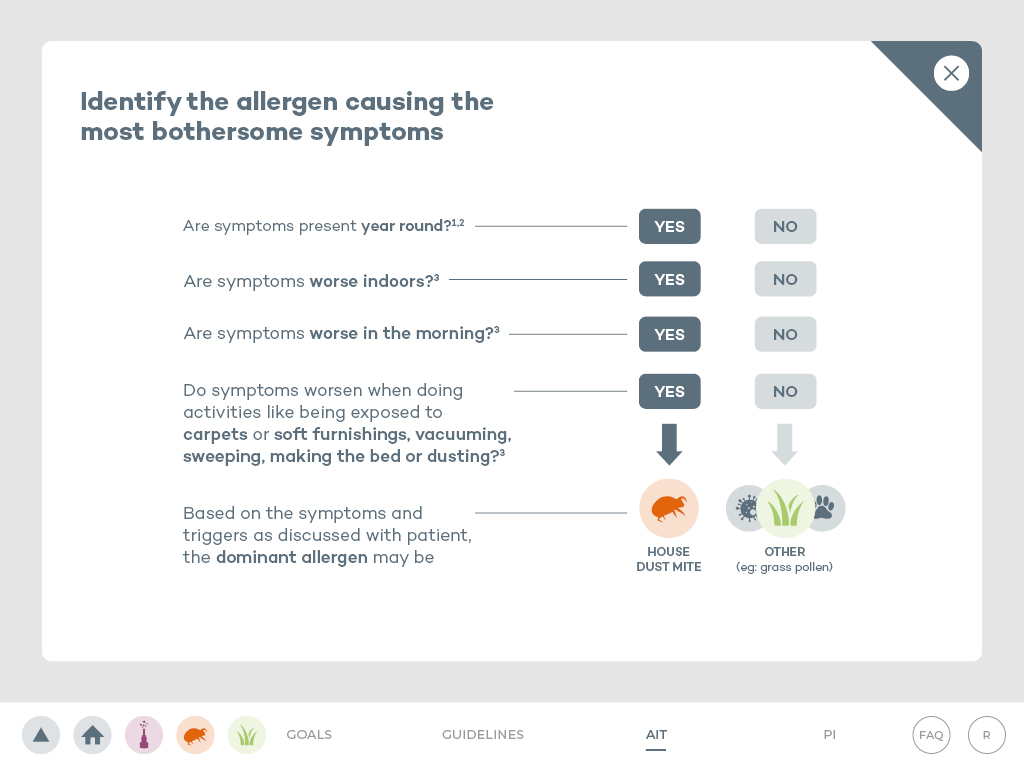 Identify the allergen causing the
most bothersome symptoms
Are symptoms present year round?¹,² YES NO
Are symptoms worse indoors?³ YES NO
Are symptoms worse in the morning?³ YES NO
Do symptoms worsen when doing YES NO
activities like being exposed to
carpets or soft furnishings, vacuuming,
sweeping, making the bed or dusting?³
Based on the symptoms and
triggers as discussed with patient,
the dominant allergen may be
HOUSE
DUST MITE
OTHER
(eg: grass pollen)
GOALS GUIDELINES AIT PI FAQ R